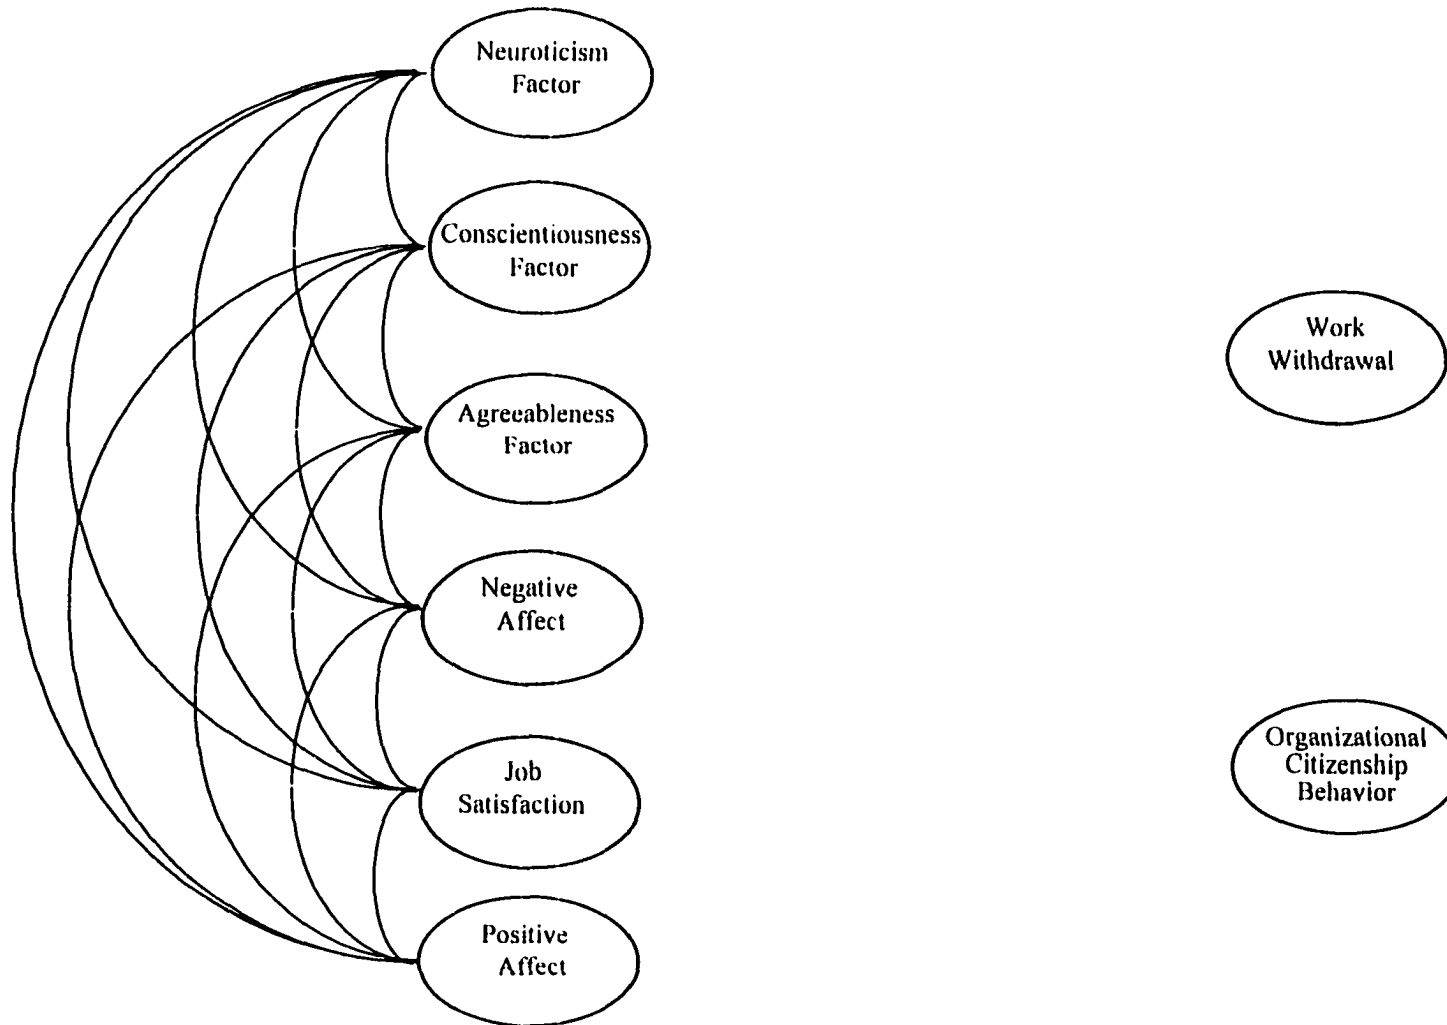 Neuroticism
Factor
Conscientiousness
Factor
Agreeableness
Factor
Negative
Affect
Job
Satisfaction
Positive
Affect
Work
Withdrawal
Organizational
Citizenship
Behavior